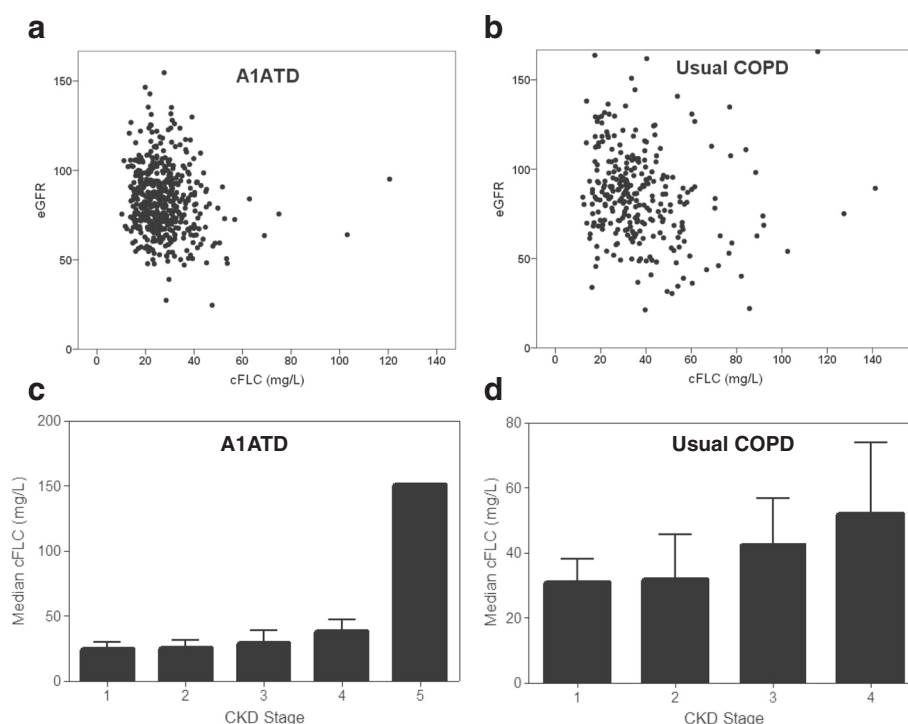 a
A1ATD
150
100
50
0
eGFR
0 20 40 60 80 100 120 140
cFLC (mg/L)
b
Usual COPD
150
100
50
0
eGFR
0 20 40 60 80 100 120 140
cFLC (mg/L)
c
A1ATD
200
150
100
50
0
Median cFLC (mg/L)
1 2 3 4 5
CKD Stage
d
Usual COPD
80
60
40
20
0
Median cFLC (mg/L)
1 2 3 4
CKD Stage